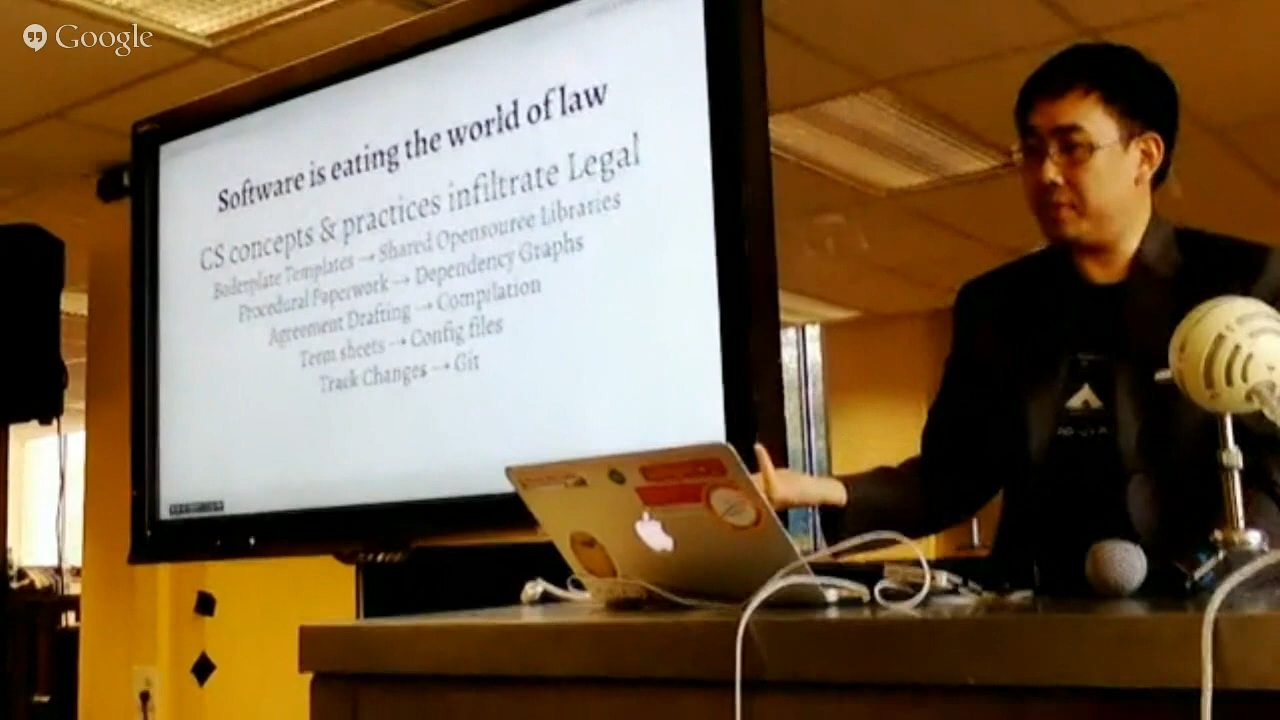 Google
Software is eating the world of law
CS concepts & practices infiltrate Legal
Boilerplate Templates → Shared Opensource Libraries
Procedural Paperwork → Dependency Graphs
Agreement Drafting → Compilation
Term sheets → Config files
Track Changes → Git